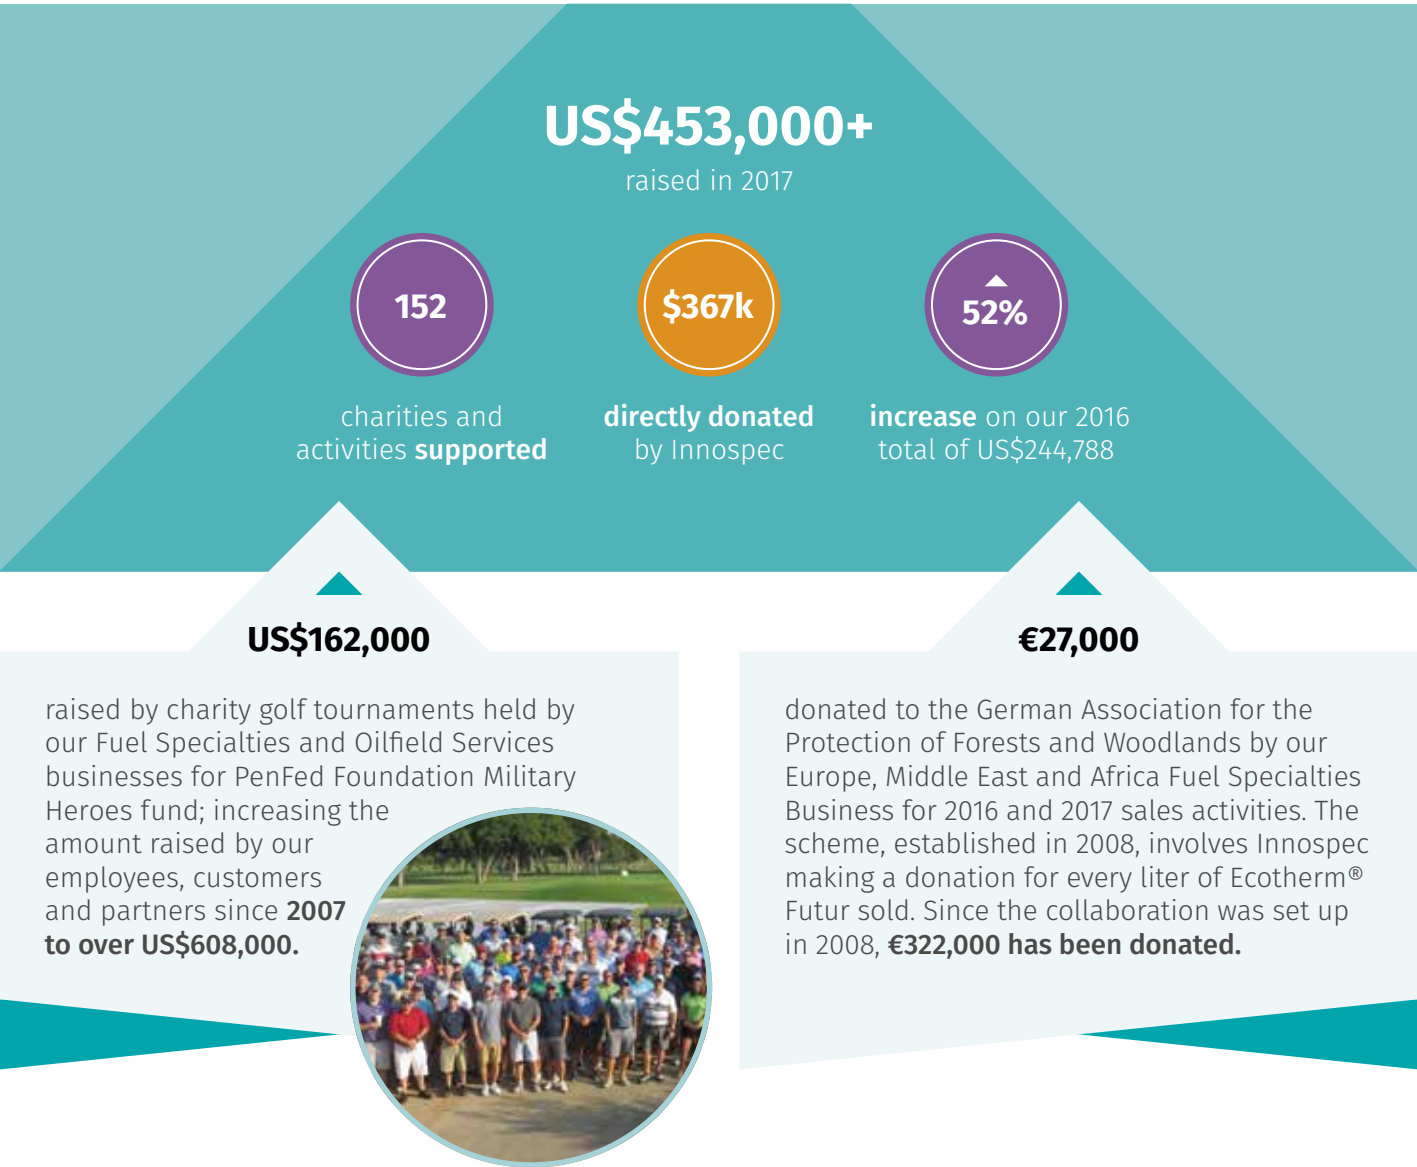 US$453,000+
raised in 2017
152
charities and
activities supported
$367k
directly donated
by Innospec
52%
increase on our 2016
total of US$244,788
US$162,000
raised by charity golf tournaments held by
our Fuel Specialties and Oilfield Services
businesses for PenFed Foundation Military
Heroes fund; increasing the
amount raised by our
employees, customers
and partners since 2007
to over US$608,000.
€27,000
donated to the German Association for the
Protection of Forests and Woodlands by our
Europe, Middle East and Africa Fuel Specialties
Business for 2016 and 2017 sales activities. The
scheme, established in 2008, involves Innospec
making a donation for every liter of Ecotherm®
Futur sold. Since the collaboration was set up
in 2008, €322,000 has been donated.